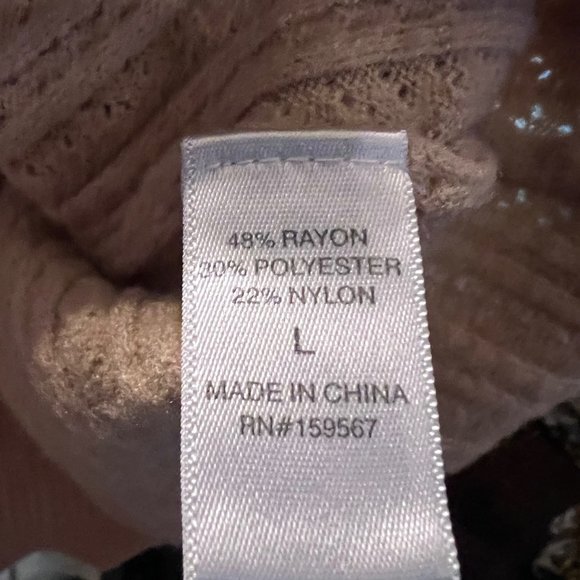 48% RAYON
30% POLYESTER
22% NYLON
L
MADE IN CHINA
RN#159567